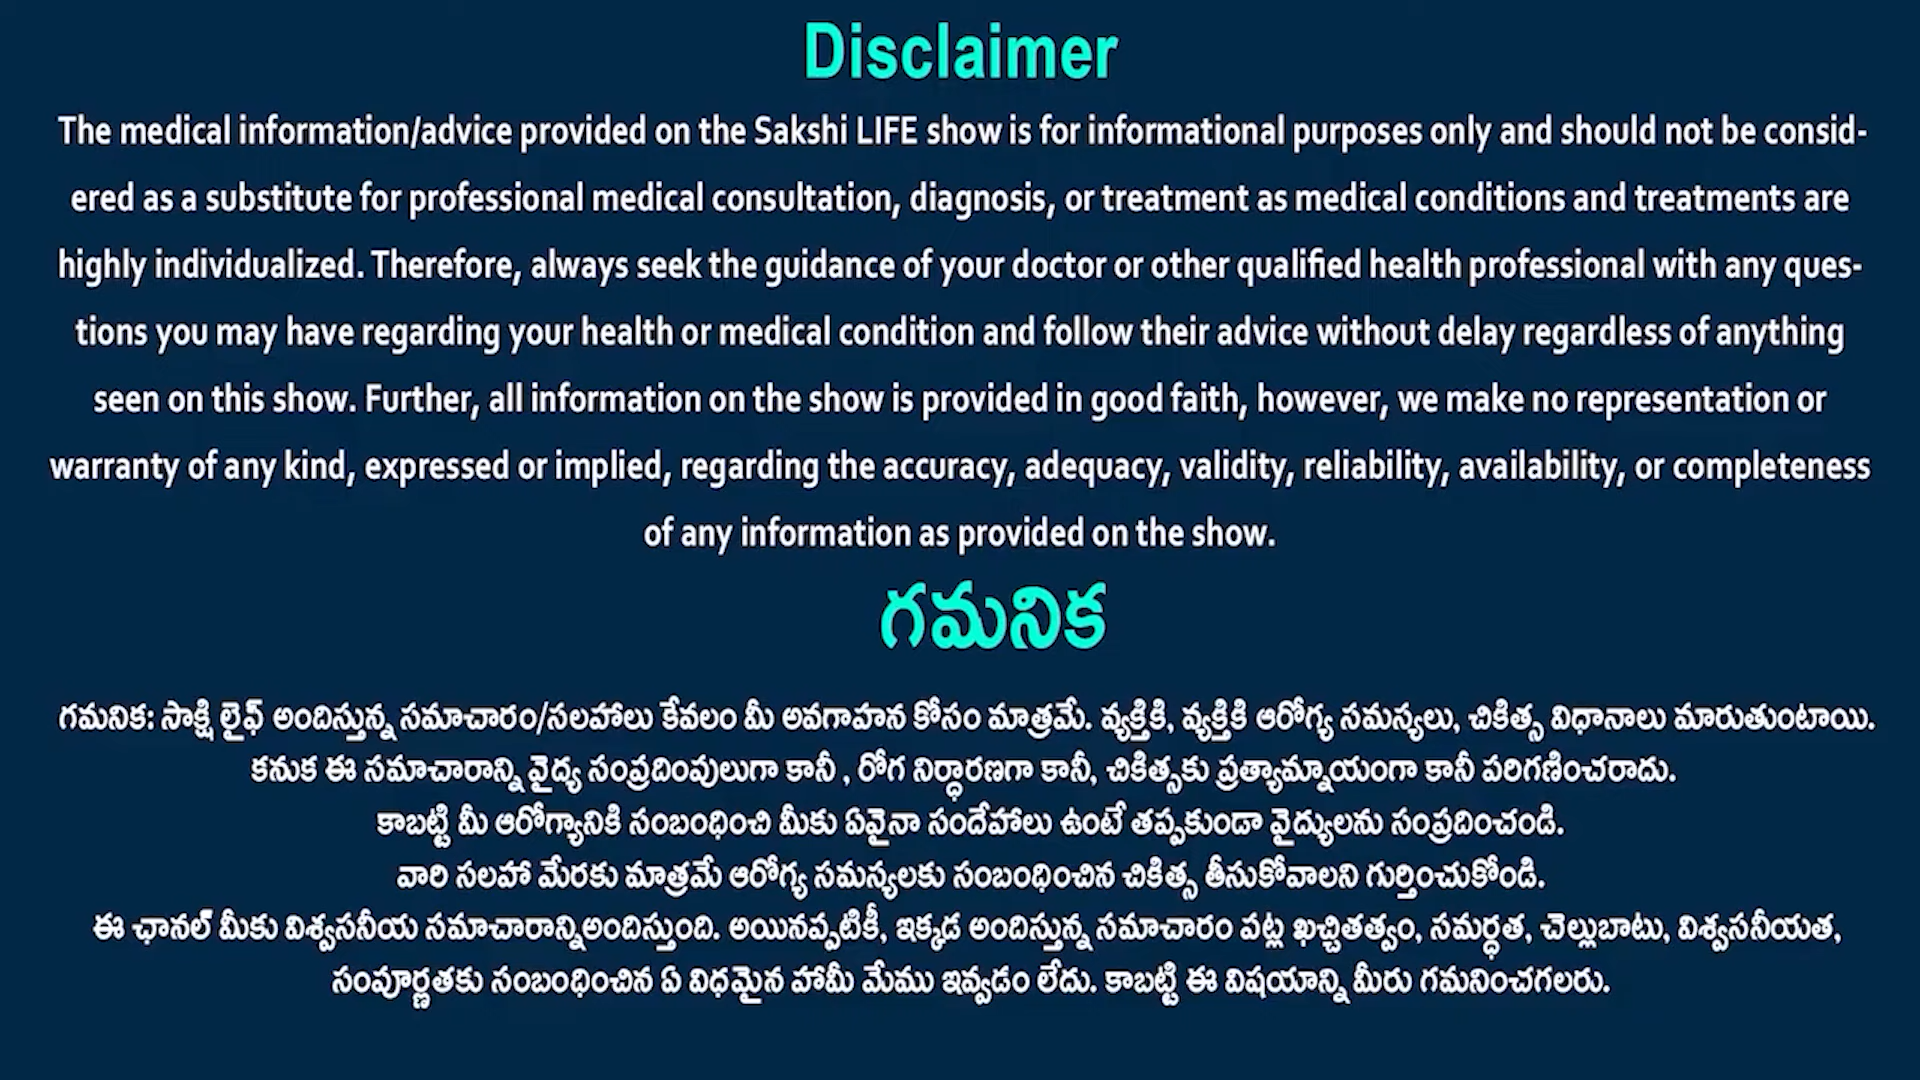 Disclaimer
The medical information/advice provided on the Sakshi LIFE show is for informational purposes only and should not be consid-
ered as a substitute for professional medical consultation, diagnosis, or treatment as medical conditions and treatments are
highly individualized. Therefore, always seek the guidance of your doctor or other qualified health professional with any ques-
tions you may have regarding your health or medical condition and follow their advice without delay regardless of anything
seen on this show. Further, all information on the show is provided in good faith, however, we make no representation or
warranty of any kind, expressed or implied, regarding the accuracy, adequacy, validity, reliability, availability, or completeness
of any information as provided on the show.
గమనిక
గమనిక: సాక్షి లైఫ్ అందిస్తున్న సమాచారం/సలహాలు కేవలం మీ అవగాహన కోసం మాత్రమే. వ్యక్తికి, వ్యక్తికి ఆరోగ్య సమస్యలు, చికిత్స విధానాలు మారుతుంటాయి.
కనుక ఈ సమాచారాన్ని వైద్య సంప్రదింపులుగా కానీ , రోగ నిర్ధారణగా కానీ, చికిత్సకు ప్రత్యామ్నాయంగా కానీ పరిగణించరాదు.
కాబట్టి మీ ఆరోగ్యానికి సంబంధించి మీకు ఏవైనా సందేహాలు ఉంటే తప్పకుండా వైద్యులను సంప్రదించండి.
వారి సలహా మేరకు మాత్రమే ఆరోగ్య సమస్యలకు సంబంధించిన చికిత్స తీసుకోవాలని గుర్తించుకోండి.
ఈ ఛానల్ మీకు విశ్వసనీయ సమాచారాన్నిఅందిస్తుంది. అయినప్పటికీ, ఇక్కడ అందిస్తున్న సమాచారం పట్ల ఖచ్చితత్వం, సమర్ధత, చెల్లుబాటు, విశ్వసనీయత,
సంపూర్ణతకు సంబంధించిన ఏ విధమైన హామీ మేము ఇవ్వడం లేదు. కాబట్టి ఈ విషయాన్ని మీరు గమనించగలరు.